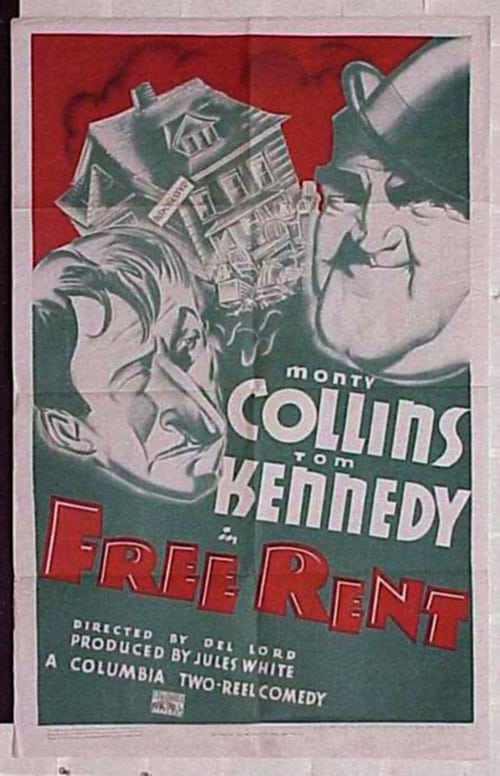 MONTY
COLLINS
TOM
KENNEDY
in
FREE RENT
DIRECTED BY DEL LORD
PRODUCED BY JULES WHITE
A COLUMBIA TWO-REEL COMEDY